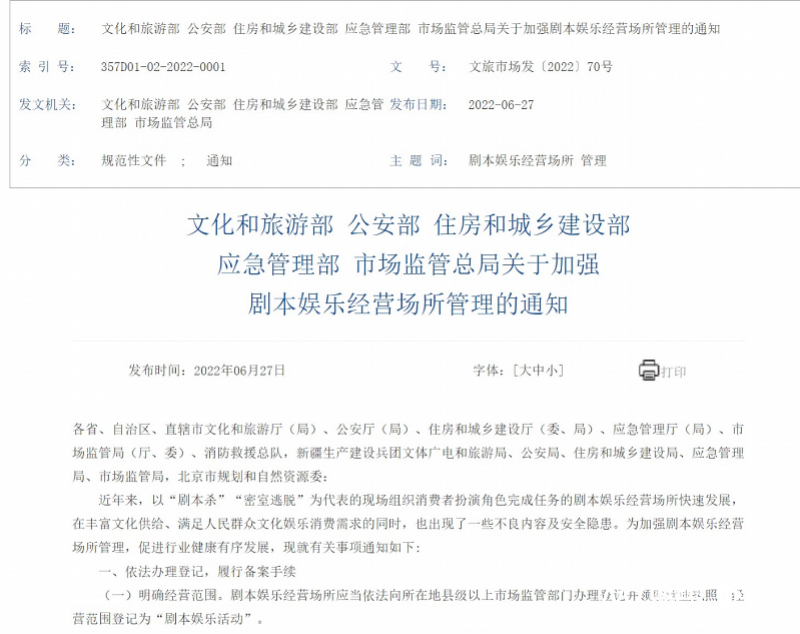 标 题： 文化和旅游部 公安部 住房和城乡建设部 应急管理部 市场监管总局关于加强剧本娱乐经营场所管理的通知
索 引 号： 357D01-02-2022-0001 文 号： 文旅市场发〔2022〕70号
发文机关： 文化和旅游部 公安部 住房和城乡建设部 应急管 发布日期： 2022-06-27
理部 市场监管总局
分 类： 规范性文件 ； 通知 主 题 词： 剧本娱乐经营场所 管理
文化和旅游部 公安部 住房和城乡建设部
应急管理部 市场监管总局关于加强
剧本娱乐经营场所管理的通知
发布时间：2022年06月27日 字体：[大中小] 打印
各省、自治区、直辖市文化和旅游厅（局）、公安厅（局）、住房和城乡建设厅（委、局）、应急管理厅（局）、市
场监管局（厅、委）、消防救援总队，新疆生产建设兵团文体广电和旅游局、公安局、住房和城乡建设局、应急管理
局、市场监管局，北京市规划和自然资源委：
近年来，以“剧本杀”“密室逃脱”为代表的现场组织消费者扮演角色完成任务的剧本娱乐经营场所快速发展，
在丰富文化供给、满足人民群众文化娱乐消费需求的同时，也出现了一些不良内容及安全隐患。为加强剧本娱乐经营
场所管理，促进行业健康有序发展，现就有关事项通知如下：
一、依法办理登记，履行备案手续
（一）明确经营范围。剧本娱乐经营场所应当依法向所在地县级以上市场监管部门办理登记并领 照 经
营范围登记为“剧本娱乐活动”。